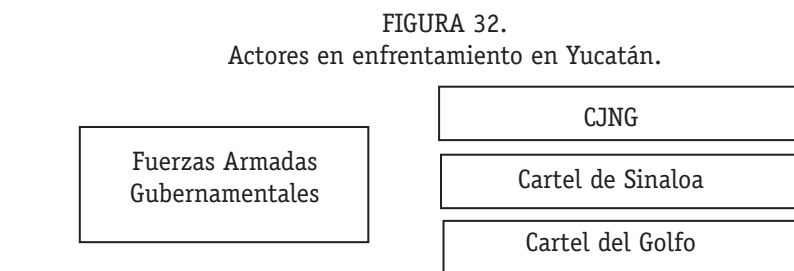 FIGURA 32.
Actores en enfrentamiento en Yucatán.
CJNG
Fuerzas Armadas
Gubernamentales
Cartel de Sinaloa
Cartel del Golfo